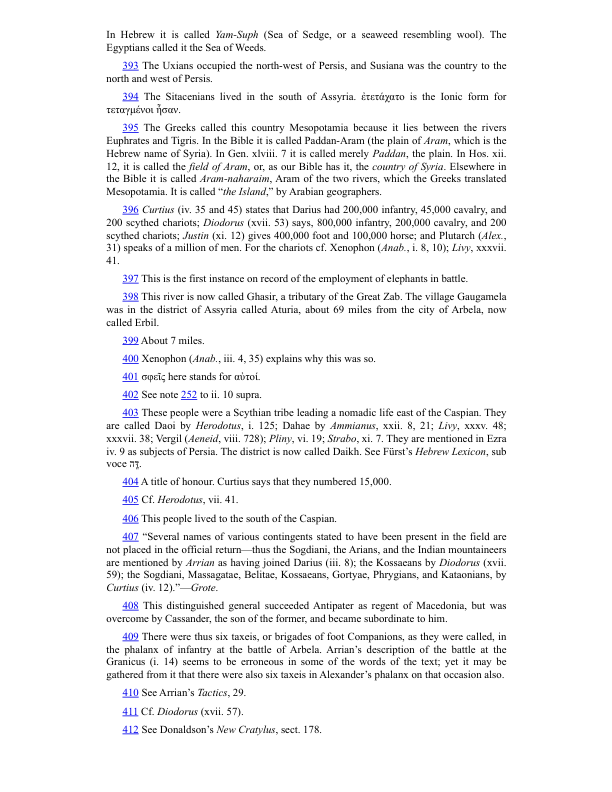 In Hebrew it is called Yam-Suph (Sea of Sedge, or a seaweed resembling wool). The
Egyptians called it the Sea of Weeds.
393 The Uxians occupied the north-west of Persis, and Susiana was the country to the
north and west of Persis.
394 The Sitacenians lived in the south of Assyria. ἐτετάχατο is the Ionic form for
τεταγμένοι ἦσαν.
395 The Greeks called this country Mesopotamia because it lies between the rivers
Euphrates and Tigris. In the Bible it is called Paddan-Aram (the plain of Aram, which is the
Hebrew name of Syria). In Gen. xlviii. 7 it is called merely Paddan, the plain. In Hos. xii.
12, it is called the field of Aram, or, as our Bible has it, the country of Syria. Elsewhere in
the Bible it is called Aram-naharaim, Aram of the two rivers, which the Greeks translated
Mesopotamia. It is called “the Island,” by Arabian geographers.
396 Curtius (iv. 35 and 45) states that Darius had 200,000 infantry, 45,000 cavalry, and
200 scythed chariots; Diodorus (xvii. 53) says, 800,000 infantry, 200,000 cavalry, and 200
scythed chariots; Justin (xi. 12) gives 400,000 foot and 100,000 horse; and Plutarch (Alex.,
31) speaks of a million of men. For the chariots cf. Xenophon (Anab., i. 8, 10); Livy, xxxvii.
41.
397 This is the first instance on record of the employment of elephants in battle.
398 This river is now called Ghasir, a tributary of the Great Zab. The village Gaugamela
was in the district of Assyria called Aturia, about 69 miles from the city of Arbela, now
called Erbil.
399 About 7 miles.
400 Xenophon (Anab., iii. 4, 35) explains why this was so.
401 σφεῖς here stands for αὐτοί.
402 See note 252 to ii. 10 supra.
403 These people were a Scythian tribe leading a nomadic life east of the Caspian. They
are called Daoi by Herodotus, i. 125; Dahae by Ammianus, xxii. 8, 21; Livy, xxxv. 48;
xxxvii. 38; Vergil (Aeneid, viii. 728); Pliny, vi. 19; Strabo, xi. 7. They are mentioned in Ezra
iv. 9 as subjects of Persia. The district is now called Daikh. See Fürst’s Hebrew Lexicon, sub
voce דָּהָ.
404 A title of honour. Curtius says that they numbered 15,000.
405 Cf. Herodotus, vii. 41.
406 This people lived to the south of the Caspian.
407 “Several names of various contingents stated to have been present in the field are
not placed in the official return—thus the Sogdiani, the Arians, and the Indian mountaineers
are mentioned by Arrian as having joined Darius (iii. 8); the Kossaeans by Diodorus (xvii.
59); the Sogdiani, Massagatae, Belitae, Kossaeans, Gortyae, Phrygians, and Kataonians, by
Curtius (iv. 12).”—Grote.
408 This distinguished general succeeded Antipater as regent of Macedonia, but was
overcome by Cassander, the son of the former, and became subordinate to him.
409 There were thus six taxeis, or brigades of foot Companions, as they were called, in
the phalanx of infantry at the battle of Arbela. Arrian’s description of the battle at the
Granicus (i. 14) seems to be erroneous in some of the words of the text; yet it may be
gathered from it that there were also six taxeis in Alexander’s phalanx on that occasion also.
410 See Arrian’s Tactics, 29.
411 Cf. Diodorus (xvii. 57).
412 See Donaldson’s New Cratylus, sect. 178.